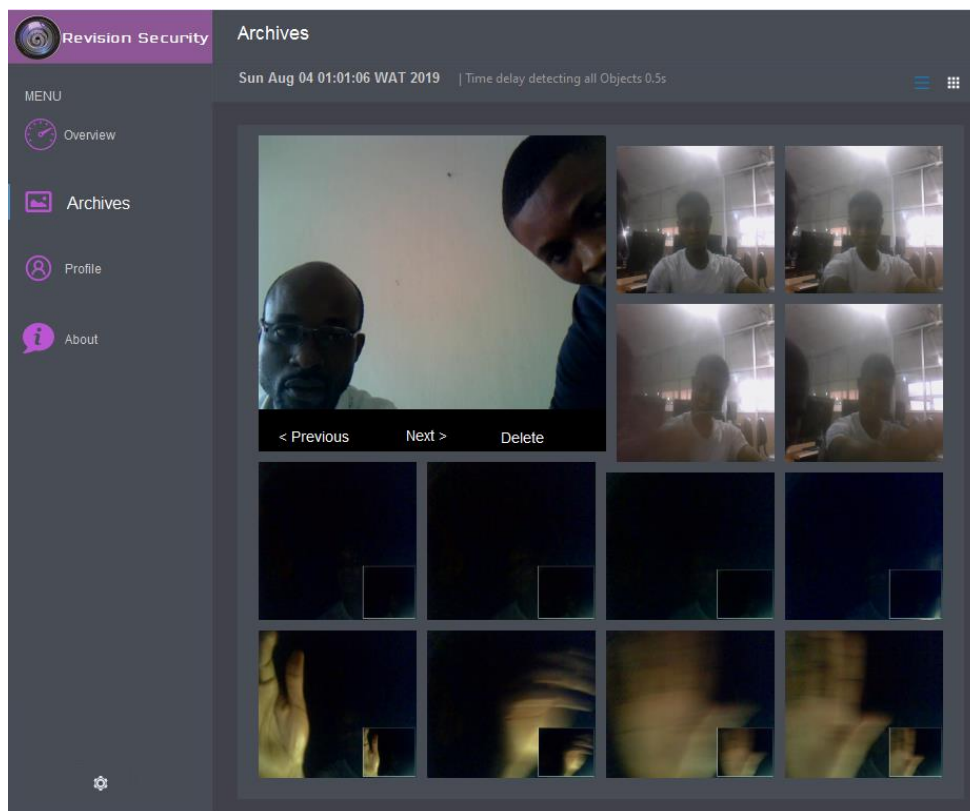 Revision Security
MENU
Overview
Archives
Profile
About
Archives
Sun Aug 04 01:01:06 WAT 2019 | Time delay detecting all Objects 0.5s
< Previous Next > Delete